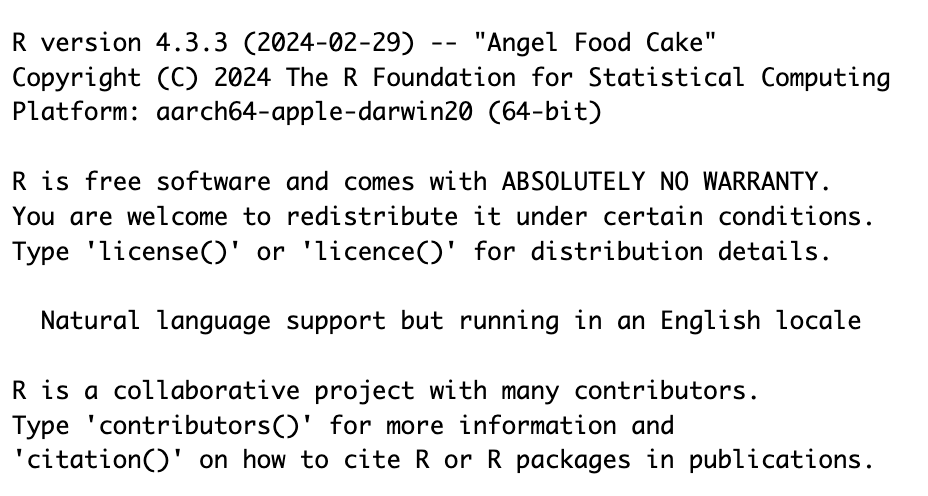 R version 4.3.3 (2024-02-29) -- "Angel Food Cake"
Copyright (C) 2024 The R Foundation for Statistical Computing
Platform: aarch64-apple-darwin20 (64-bit)
R is free software and comes with ABSOLUTELY NO WARRANTY.
You are welcome to redistribute it under certain conditions.
Type 'license()' or 'licence()' for distribution details.
Natural language support but running in an English locale
R is a collaborative project with many contributors.
Type 'contributors()' for more information and
'citation()' on how to cite R or R packages in publications.